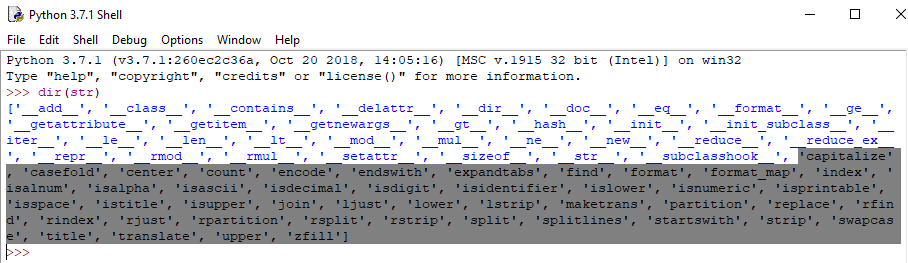 Python 3.7.1 Shell
File Edit Shell Debug Options Window Help
Python 3.7.1 (v3.7.1:260ec2c36a, Oct 20 2018, 14:05:16) [MSC v.1915 32 bit (Intel)] on win32
Type "help", "copyright", "credits" or "license()" for more information.
>>> dir(str)
['__add__', '__class__', '__contains__', '__delattr__', '__dir__', '__doc__', '__eq__', '__format__', '__ge__',
'__getattribute__', '__getitem__', '__getnewargs__', '__gt__', '__hash__', '__init__', '__init_subclass__', '__
iter__', '__le__', '__len__', '__lt__', '__mod__', '__mul__', '__ne__', '__new__', '__reduce__', '__reduce_ex__'
, '__repr__', '__rmod__', '__rmul__', '__setattr__', '__sizeof__', '__str__', '__subclasshook__', 'capitalize'
, 'casefold', 'center', 'count', 'encode', 'endswith', 'expandtabs', 'find', 'format', 'format_map', 'index', '
isalnum', 'isalpha', 'isascii', 'isdecimal', 'isdigit', 'isidentifier', 'islower', 'isnumeric', 'isprintable',
'isspace', 'istitle', 'isupper', 'join', 'ljust', 'lower', 'lstrip', 'maketrans', 'partition', 'replace', 'rfin
d', 'rindex', 'rjust', 'rpartition', 'rsplit', 'rstrip', 'split', 'splitlines', 'startswith', 'strip', 'swapcas
e', 'title', 'translate', 'upper', 'zfill']
>>>